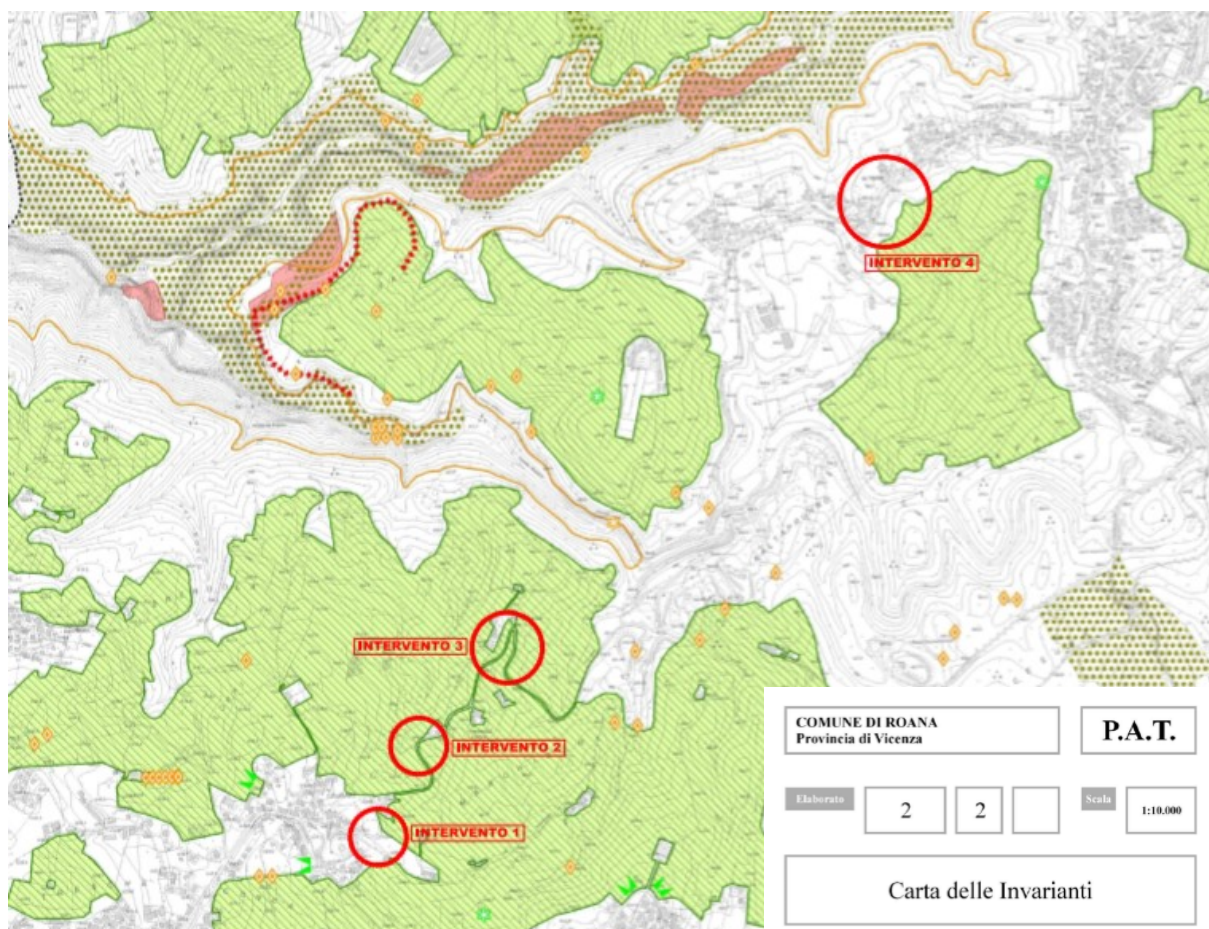 INTERVENTO 4
INTERVENTO 3
INTERVENTO 2
INTERVENTO 1
COMUNE DI ROANA
Provincia di Vicenza
P.A.T.
Elaborato
2
2
Scala
1:10.000
Carta delle Invarianti